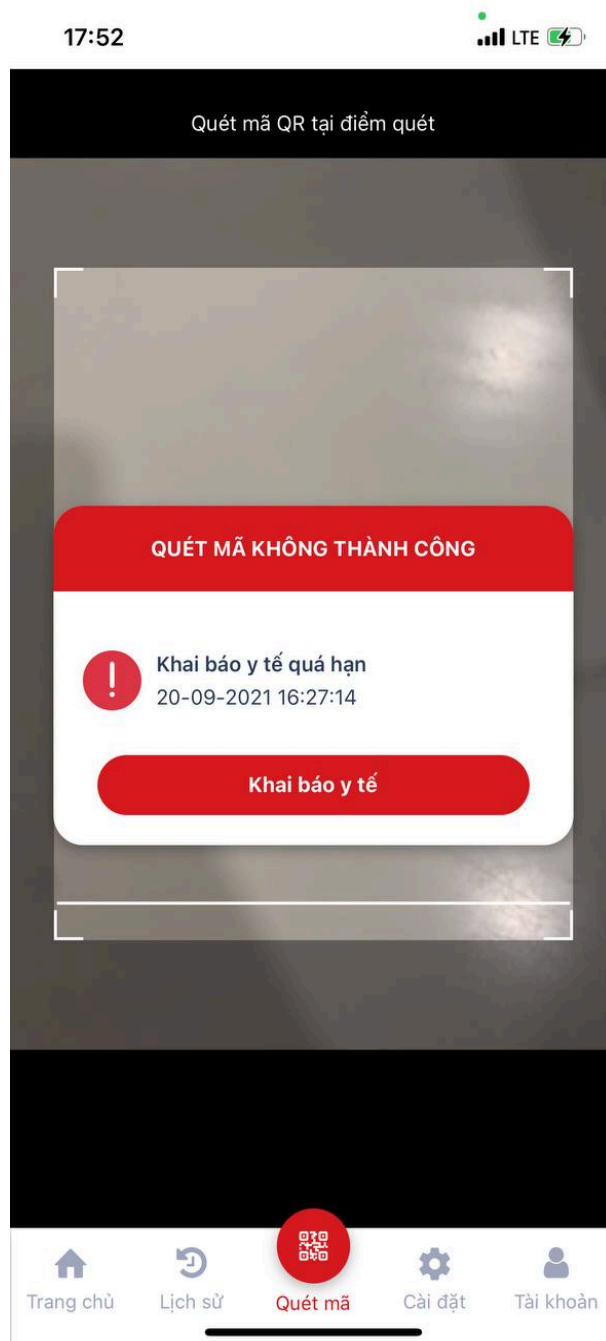 17:52
LTE
Quét mã QR tại điểm quét
QUÉT MÃ KHÔNG THÀNH CÔNG
Khai báo y tế quá hạn
20-09-2021 16:27:14
Khai báo y tế
Trang chủ
Lịch sử
Quét mã
Cài đặt
Tài khoản